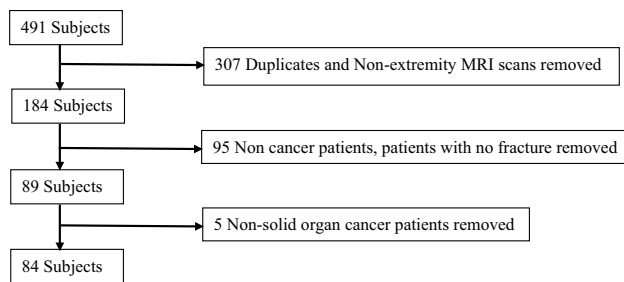 491 Subjects
307 Duplicates and Non-extremity MRI scans removed
184 Subjects
95 Non cancer patients, patients with no fracture removed
89 Subjects
5 Non-solid organ cancer patients removed
84 Subjects